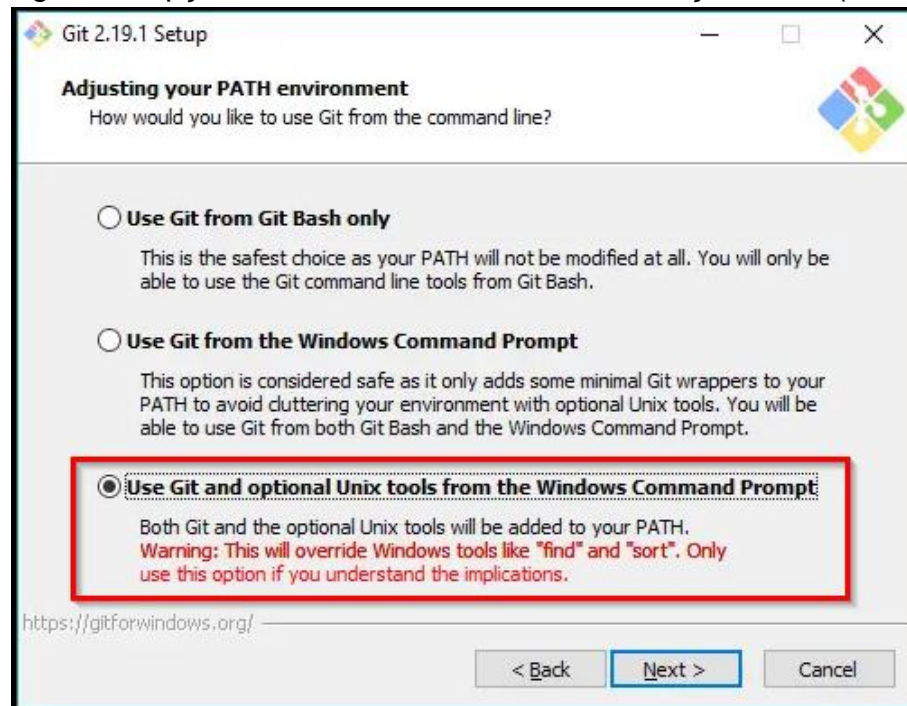 Git 2.19.1 Setup
Adjusting your PATH environment
How would you like to use Git from the command line?
Use Git from Git Bash only
This is the safest choice as your PATH will not be modified at all. You will only be
able to use the Git command line tools from Git Bash.
Use Git from the Windows Command Prompt
This option is considered safe as it only adds some minimal Git wrappers to your
PATH to avoid cluttering your environment with optional Unix tools. You will be
able to use Git from both Git Bash and the Windows Command Prompt.
Use Git and optional Unix tools from the Windows Command Prompt
Both Git and the optional Unix tools will be added to your PATH.
Warning: This will override Windows tools like "find" and "sort". Only
use this option if you understand the implications.
https://gitforwindows.org/
< Back Next > Cancel